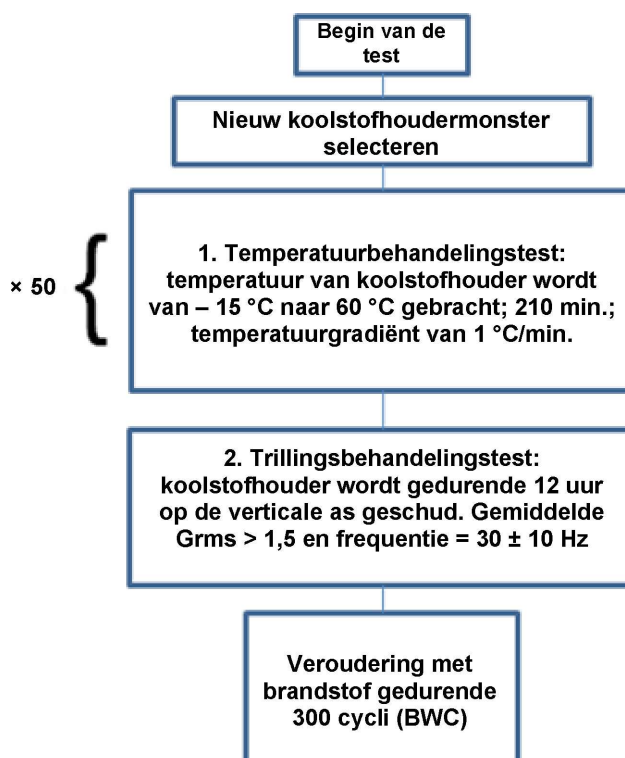 Begin van de
test
Nieuw koolstofhoudermonster
selecteren
× 50
1. Temperatuurbehandelingstest:
temperatuur van koolstofhouder wordt
van – 15 °C naar 60 °C gebracht; 210 min.;
temperatuurgradiënt van 1 °C/min.
2. Trillingsbehandelingstest:
koolstofhouder wordt gedurende 12 uur
op de verticale as geschud. Gemiddelde
Grms > 1,5 en frequentie = 30 ± 10 Hz
Veroudering met
brandstof gedurende
300 cycli (BWC)